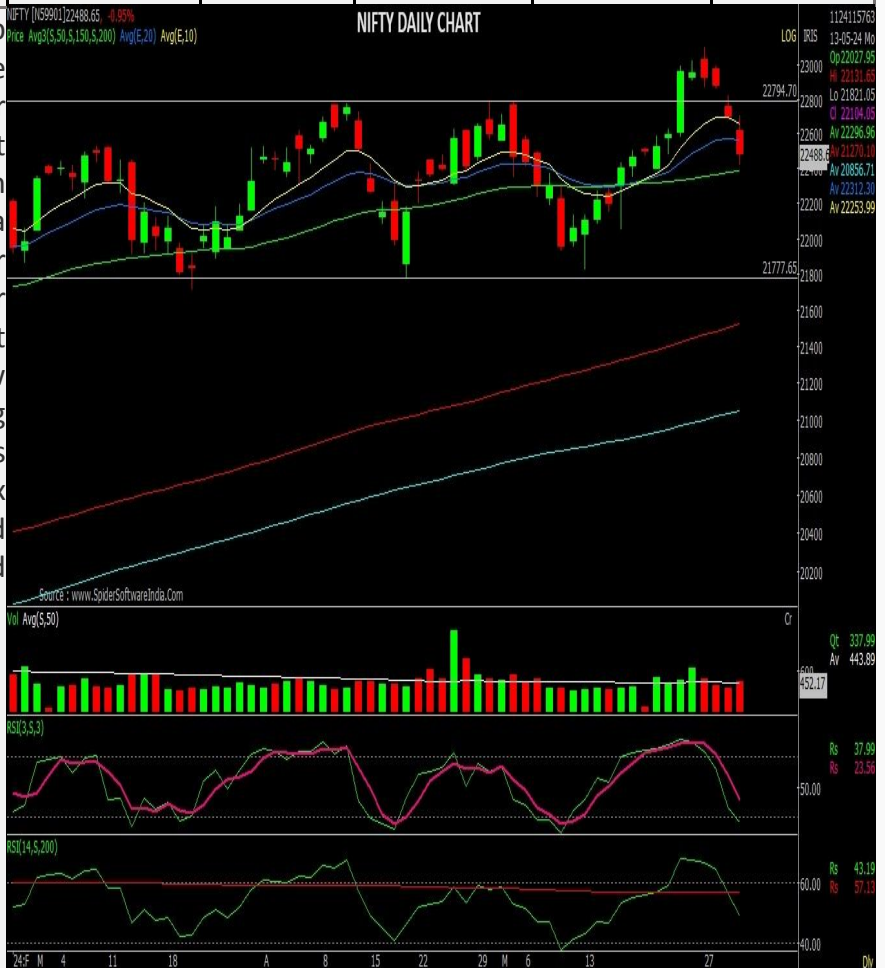 NIFTY DAILY CHART
NIFTY [N59901]22488.65, -0.95%
Price Avg3(S,50,S,150,S,200) Avg(E,20) Avg(E,10)
LOG
IRIS
1124115763
13-05-24 Mo
Op22027.95
Hi 22131.65
Lo 21821.05
Cl 22104.05
Av 22296.96
Av 21270.10
Av 20856.71
Av 22312.30
Av 22253.99
23000
22794.70
22800
22600
22488.6
22400
22200
22000
21777.65
21800
21600
21400
21200
21000
20800
20600
20400
20200
Source : www.SpiderSoftwareIndia.Com
Vol Avg(S,50)
Cr
Qt 337.99
Av 443.89
600
452.17
RSI(3,S,3)
Rs 37.99
Rs 23.56
50.00
RSI(14,S,200)
Rs 43.19
Rs 57.13
60.00
40.00
24:F M 4 11 18 A 8 15 22 29 M 6 13 27
Dly